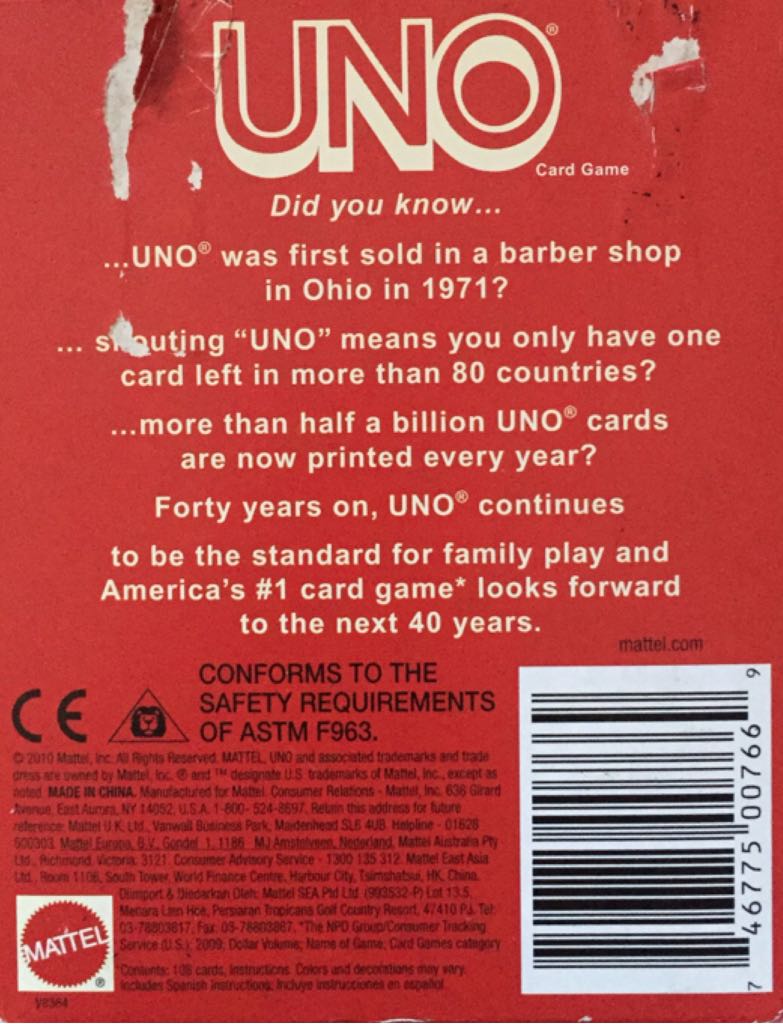 UNO®
Card Game
Did you know...
...UNO® was first sold in a barber shop
in Ohio in 1971?
... shouting “UNO” means you only have one
card left in more than 80 countries?
...more than half a billion UNO® cards
are now printed every year?
Forty years on, UNO® continues
to be the standard for family play and
America's #1 card game* looks forward
to the next 40 years.
mattel.com
CE
CONFORMS TO THE
SAFETY REQUIREMENTS
OF ASTM F963.
© 2010 Mattel, Inc. All Rights Reserved. MATTEL, UNO and associated trademarks and trade
dress are owned by Mattel, Inc. ® and ™ designate U.S. trademarks of Mattel, Inc., except as
noted. MADE IN CHINA. Manufactured for Mattel. Consumer Relations - Mattel, Inc. 636 Girard
Avenue, East Aurora, NY 14052, U.S.A. 1-800- 524-8697. Retain this address for future
reference: Mattel U.K. Ltd., Vanwall Business Park, Maidenhead SL6 4UB. Helpline - 01628
500303. Mattel Europa, B.V., Gondel 1, 1186 MJ Amstelveen, Nederland. Mattel Australia Pty
Ltd., Richmond, Victoria. 3121. Consumer Advisory Service - 1300 135 312. Mattel East Asia
Ltd., Room 1106, South Tower, World Finance Centre, Harbour City, Tsimshatsui, HK, China.
Diimport & Diedarkan Oleh: Mattel SEA Ptd Ltd (993532-P) Lot 13.5,
Menara Lien Hoe, Persiaran Tropicana Golf Country Resort, 47410 PJ. Tel:
03-78803817, Fax: 03-78803867. *The NPD Group/Consumer Tracking
Service (U.S.); 2009; Dollar Volume; Name of Game; Card Games category
Contents: 108 cards, instructions. Colors and decorations may vary.
Includes Spanish Instructions; Incluye instrucciones en español.
MATTEL®
V8364
7 46775 00766 9